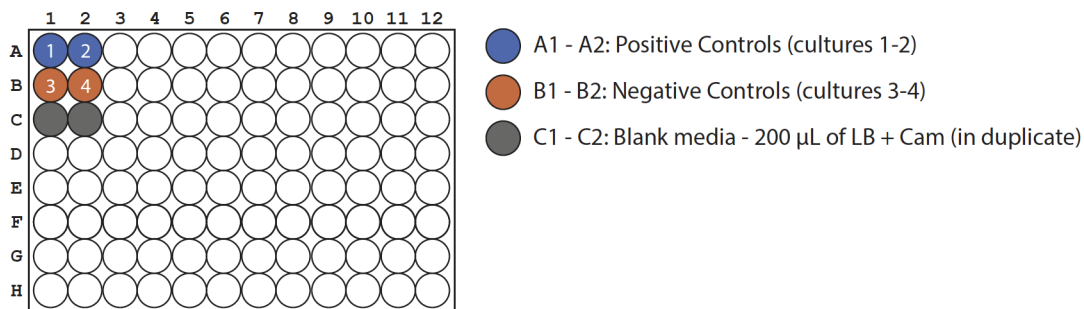 1 2 3 4 5 6 7 8 9 10 11 12
A 1 2
B 3 4
C
D
E
F
G
H
A1 - A2: Positive Controls (cultures 1-2)
B1 - B2: Negative Controls (cultures 3-4)
C1 - C2: Blank media - 200 µL of LB + Cam (in duplicate)